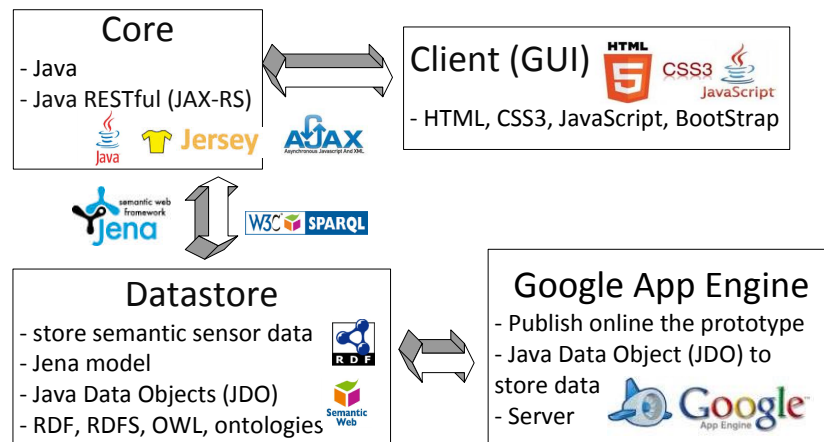 Core
- Java
- Java RESTful (JAX-RS)
Java
Jersey
AJAX
Asynchronous Javascript And XML
Client (GUI)
HTML
5
CSS3
JavaScript
- HTML, CSS3, JavaScript, BootStrap
semantic web
framework
Jena
W3C SPARQL
Datastore
- store semantic sensor data
- Jena model
- Java Data Objects (JDO)
- RDF, RDFS, OWL, ontologies
RDF
Semantic
Web
Google App Engine
- Publish online the prototype
- Java Data Object (JDO) to
store data
- Server
Google
App Engine